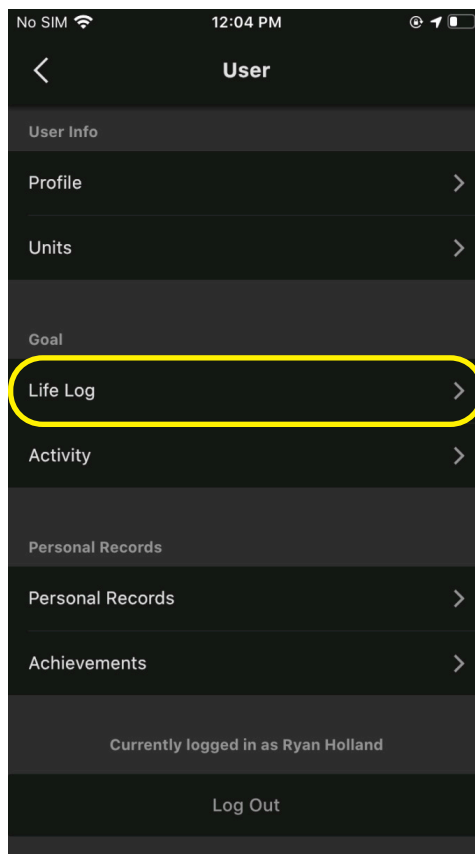 No SIM 12:04 PM
User
User Info
Profile
Units
Goal
Life Log
Activity
Personal Records
Personal Records
Achievements
Currently logged in as Ryan Holland
Log Out